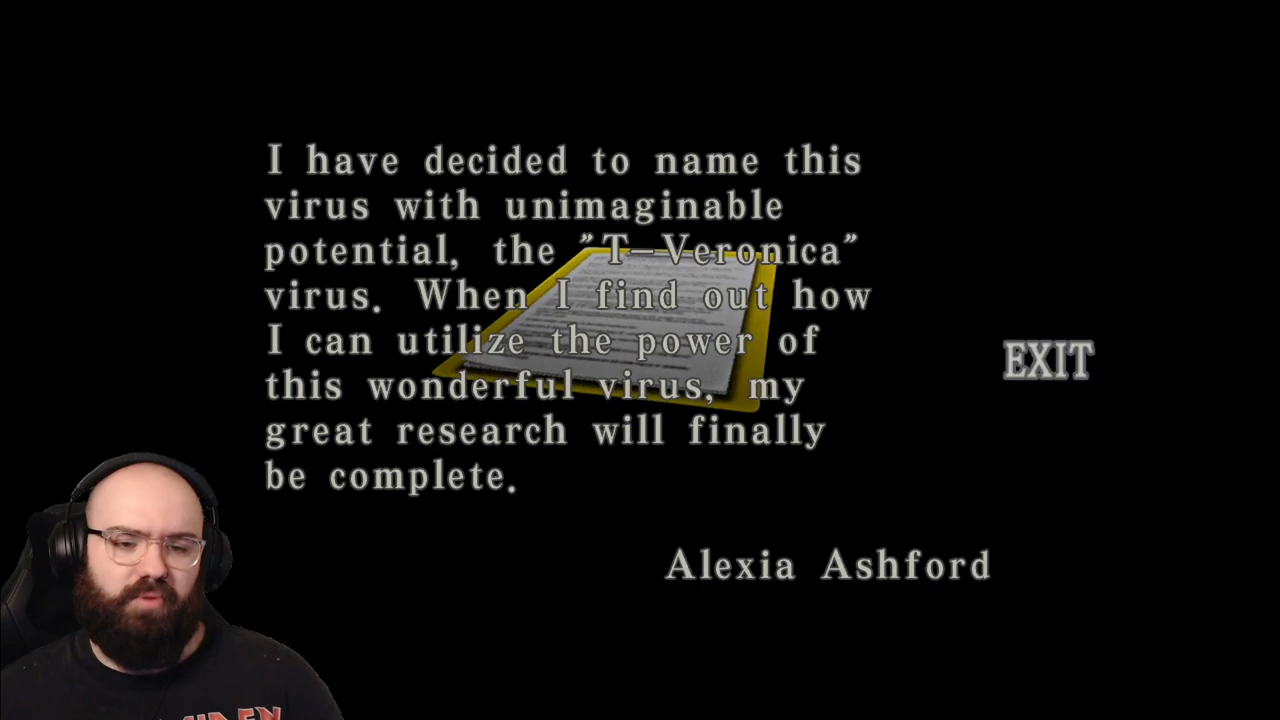 I have decided to name this
virus with unimaginable
potential, the "T-Veronica"
virus. When I find out how
I can utilize the power of
this wonderful virus, my
great research will finally
be complete.
EXIT
Alexia Ashford